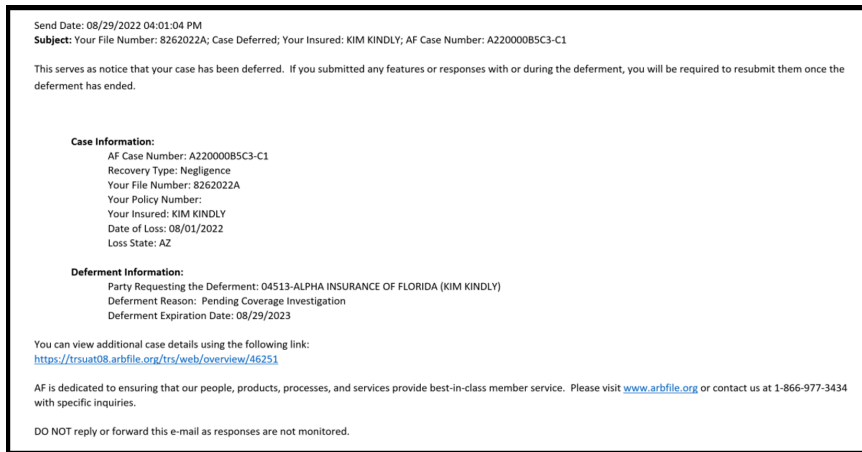 Send Date: 08/29/2022 04:01:04 PM
Subject: Your File Number: 8262022A; Case Deferred; Your Insured: KIM KINDLY; AF Case Number: A220000B5C3-C1
This serves as notice that your case has been deferred.  If you submitted any features or responses with or during the deferment, you will be required to resubmit them once the
deferment has ended.
Case Information:
AF Case Number: A220000B5C3-C1
Recovery Type: Negligence
Your File Number: 8262022A
Your Policy Number:
Your Insured: KIM KINDLY
Date of Loss: 08/01/2022
Loss State: AZ
Deferment Information:
Party Requesting the Deferment: 04513-ALPHA INSURANCE OF FLORIDA (KIM KINDLY)
Deferment Reason:  Pending Coverage Investigation
Deferment Expiration Date: 08/29/2023
You can view additional case details using the following link:
https://trsuat08.arbfile.org/trs/web/overview/46251
AF is dedicated to ensuring that our people, products, processes, and services provide best-in-class member service.  Please visit www.arbfile.org or contact us at 1-866-977-3434
with specific inquiries.
DO NOT reply or forward this e-mail as responses are not monitored.